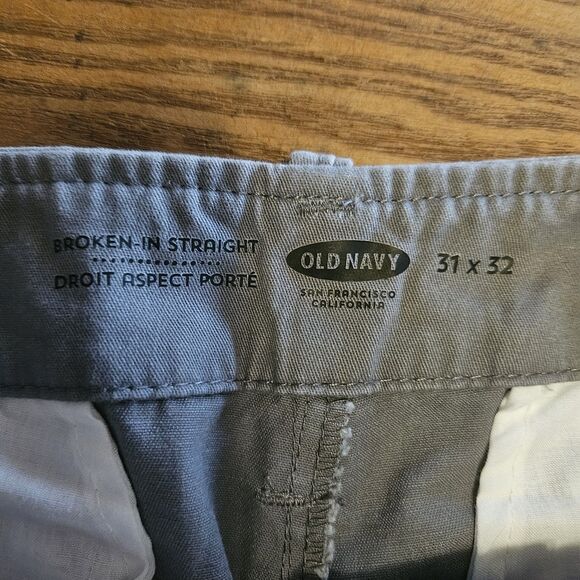 BROKEN-IN STRAIGHT
DROIT ASPECT PORTÉ
OLD NAVY
SAN FRANCISCO
CALIFORNIA
31 x 32